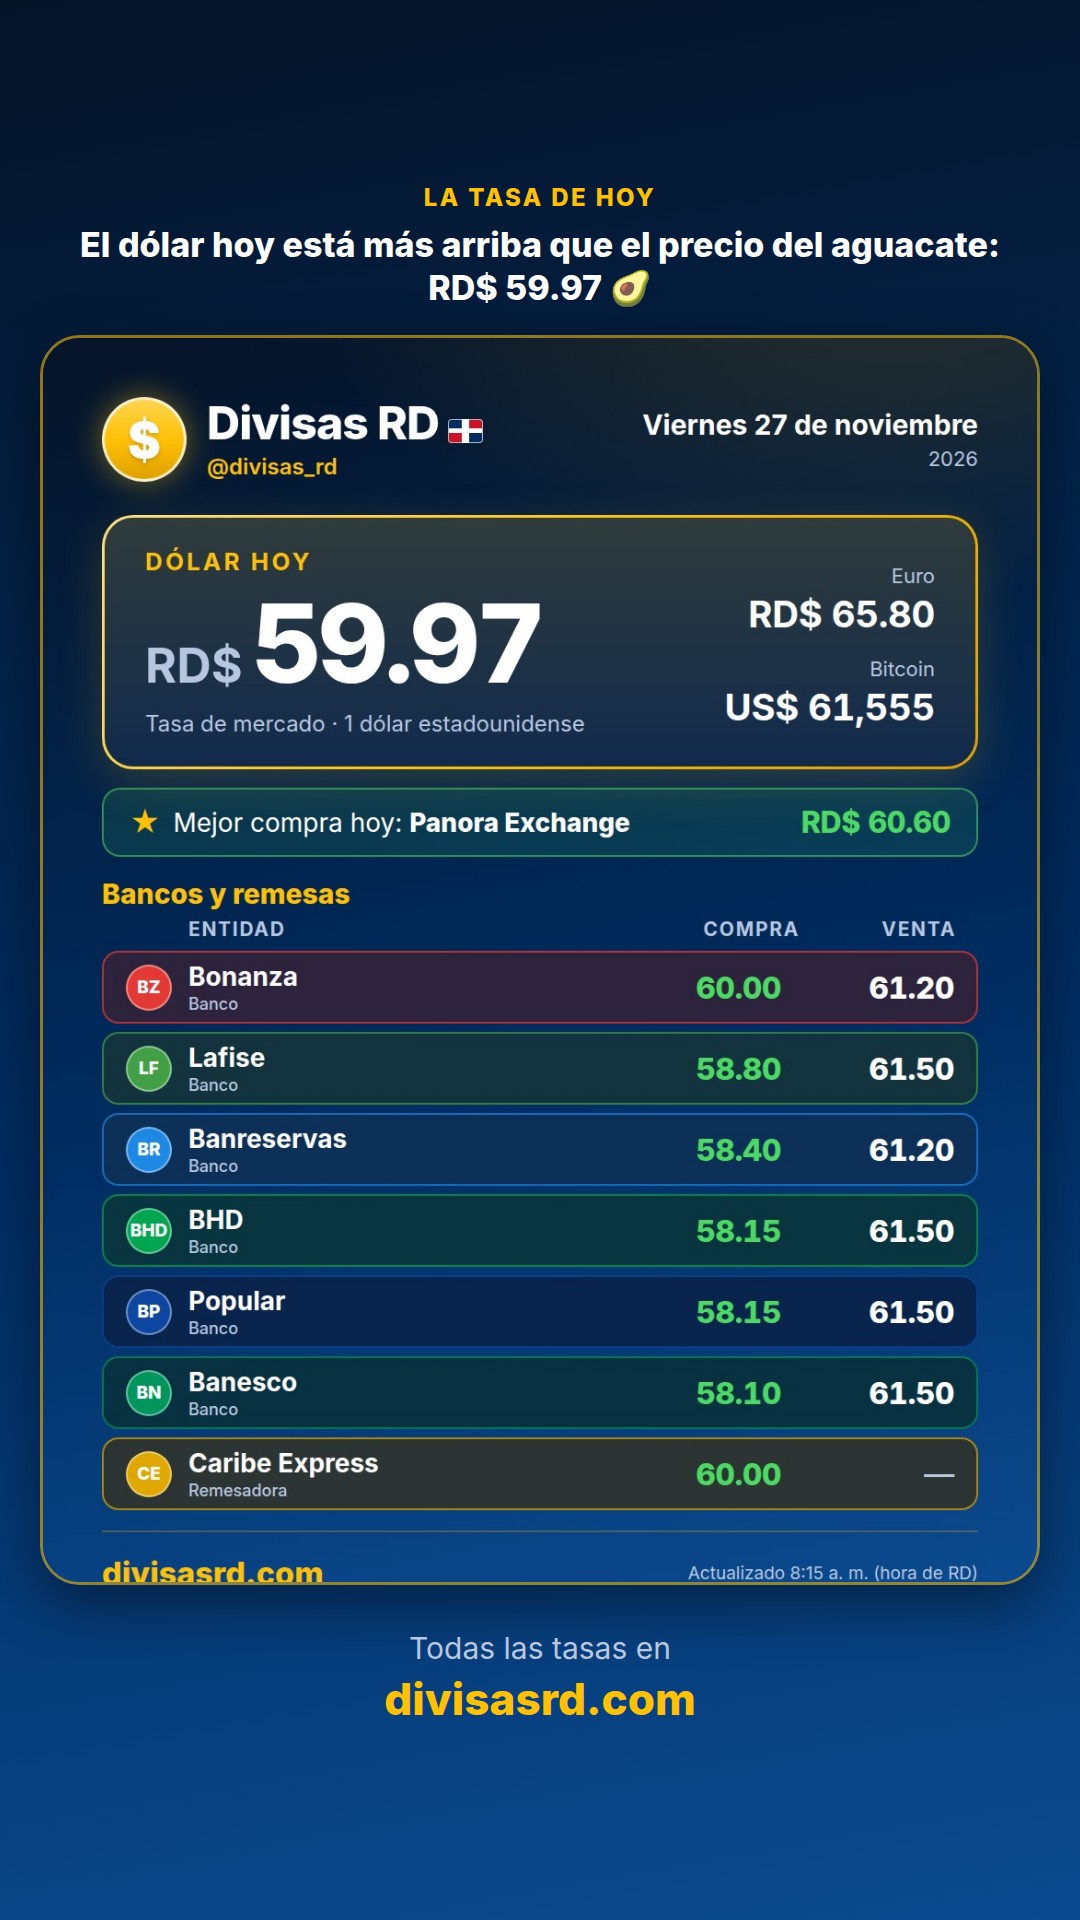 LA TASA DE HOY
El dólar hoy está más arriba que el precio del aguacate:
RD$ 59.97 🥑
$
Divisas RD 🇩🇴
@divisas_rd
Viernes 27 de noviembre
2026
DÓLAR HOY
RD$ 59.97
Tasa de mercado · 1 dólar estadounidense
Euro
RD$ 65.80
Bitcoin
US$ 61,555
★ Mejor compra hoy: Panora Exchange RD$ 60.60
Bancos y remesas
ENTIDAD COMPRA VENTA
BZ Bonanza 60.00 61.20
Banco
LF Lafise 58.80 61.50
Banco
BR Banreservas 58.40 61.20
Banco
BHD BHD 58.15 61.50
Banco
BP Popular 58.15 61.50
Banco
BN Banesco 58.10 61.50
Banco
CE Caribe Express 60.00 —
Remesadora
divisasrd.com Actualizado 8:15 a. m. (hora de RD)
Todas las tasas en
divisasrd.com